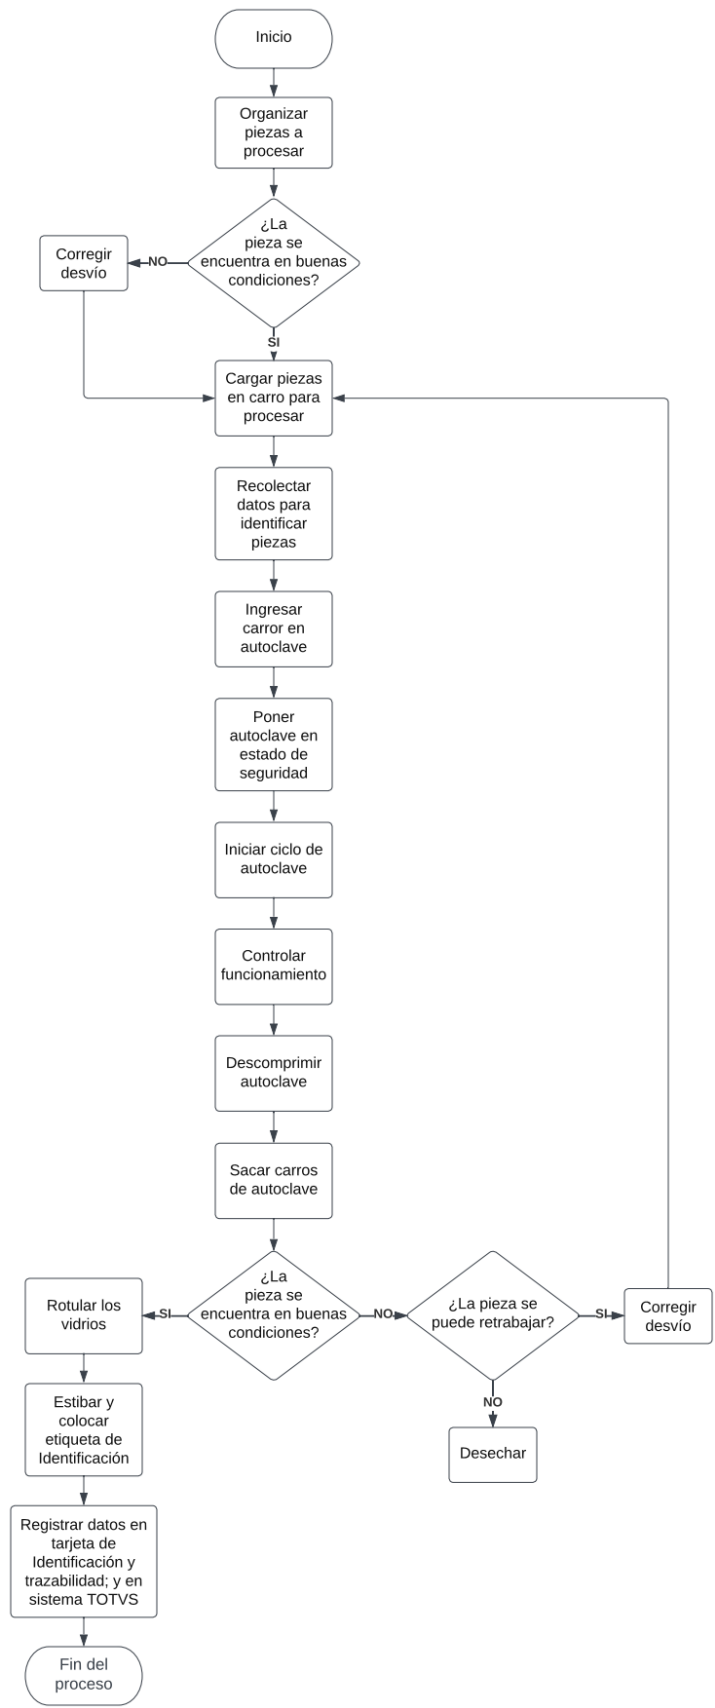 Inicio
Organizar
piezas a
procesar
¿La
pieza se
encuentra en buenas
condiciones?
NO
Corregir
desvío
SI
Cargar piezas
en carro para
procesar
Recolectar
datos para
identificar
piezas
Ingresar
carror en
autoclave
Poner
autoclave en
estado de
seguridad
Iniciar ciclo de
autoclave
Controlar
funcionamiento
Descomprimir
autoclave
Sacar carros
de autoclave
¿La
pieza se
encuentra en buenas
condiciones?
SI
Rotular los
vidrios
NO
¿La pieza se
puede retrabajar?
SI
Corregir
desvío
NO
Desechar
Estibar y
colocar
etiqueta de
Identificación
Registrar datos en
tarjeta de
Identificación y
trazabilidad; y en
sistema TOTVS
Fin del
proceso